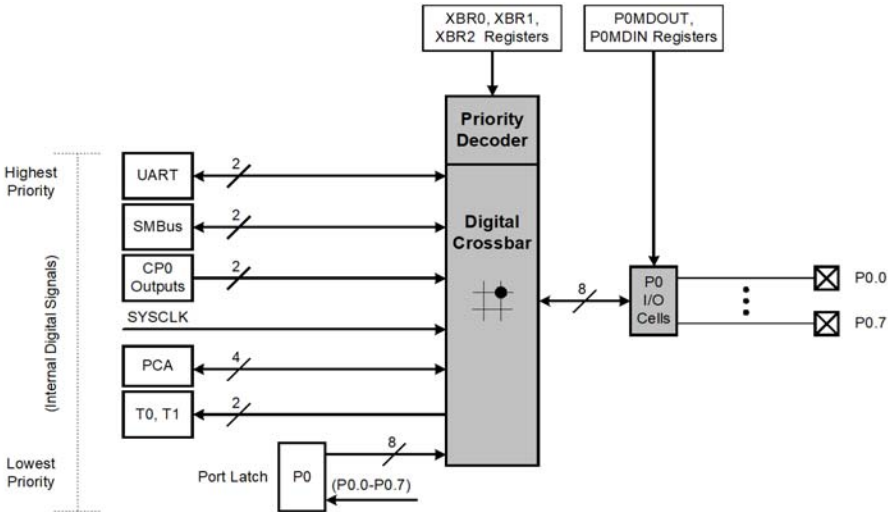 XBR0, XBR1,
XBR2 Registers
P0MDOUT,
P0MDIN Registers
Priority
Decoder
Highest
Priority
UART
2
SMBus
2
Digital
Crossbar
CP0
Outputs
2
(Internal Digital Signals)
SYSCLK
8
P0
I/O
Cells
P0.0
P0.7
PCA
4
T0, T1
2
Lowest
Priority
Port Latch
P0
8
(P0.0-P0.7)